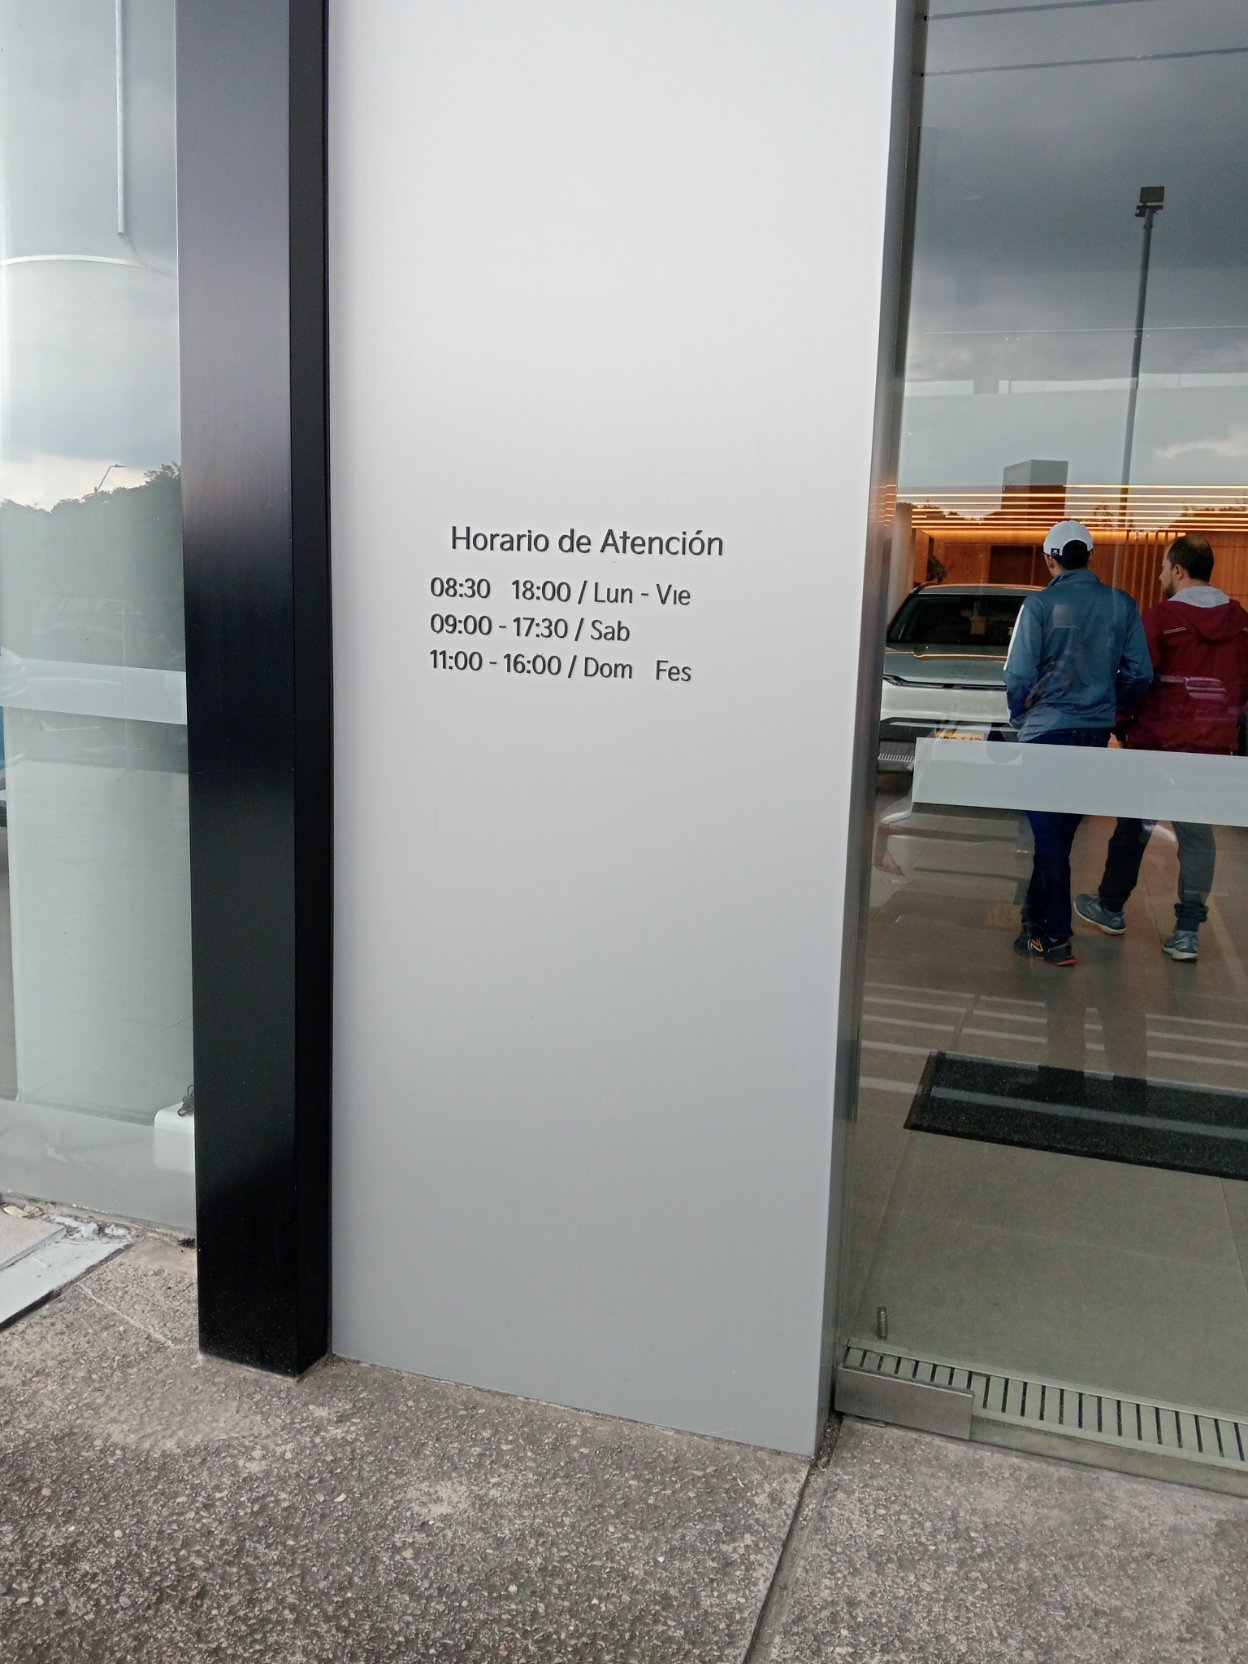 Horario de Atención
08:30 18:00 / Lun - Vie
09:00 - 17:30 / Sab
11:00 - 16:00 / Dom Fes